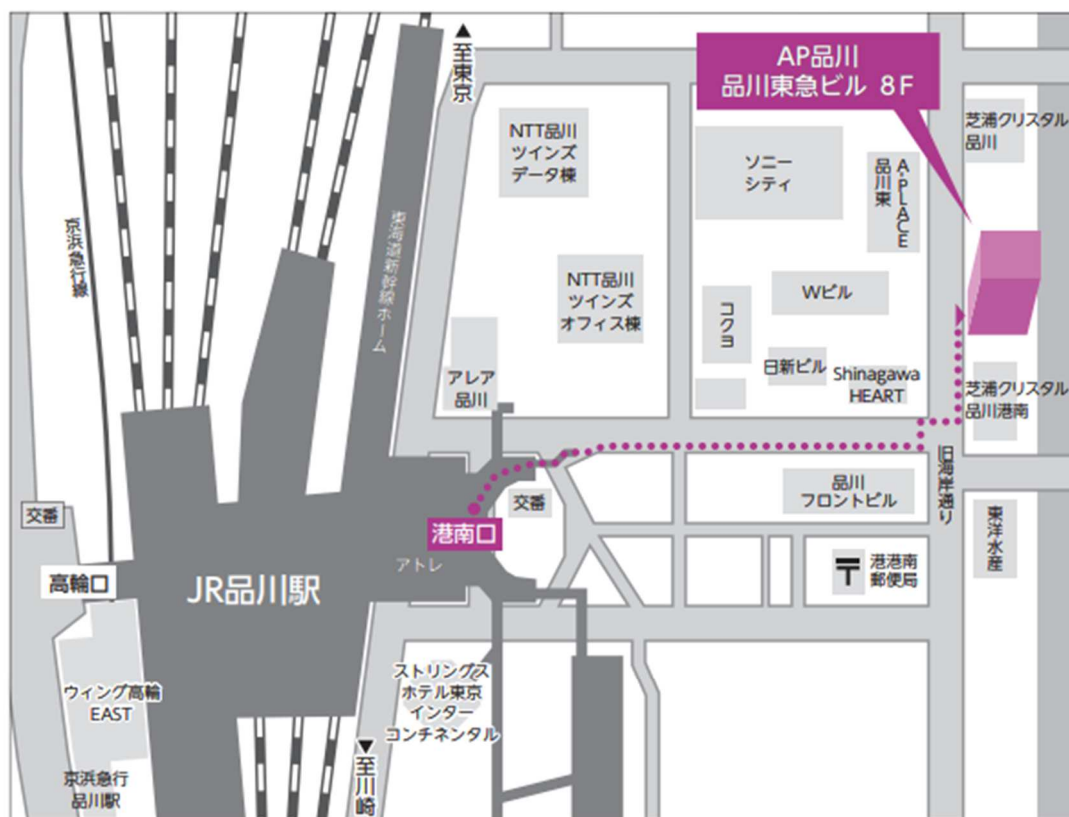 ▲至東京
AP品川
品川東急ビル 8F
NTT品川
ツインズ
データ棟
ソニー
シティ
A-PLACE
品川東
芝浦クリスタル
品川
京浜急行線
東海道新幹線ホーム
NTT品川
ツインズ
オフィス棟
Wビル
コクヨ
アレア
品川
日新ビル
Shinagawa
HEART
芝浦クリスタル
品川港南
旧海岸通り
品川
フロントビル
交番
交番
港南口
東洋水産
アトレ
高輪口
JR品川駅
〒
港港南
郵便局
ウィング高輪
EAST
ストリングス
ホテル東京
インター
コンチネンタル
▼至川崎
京浜急行
品川駅